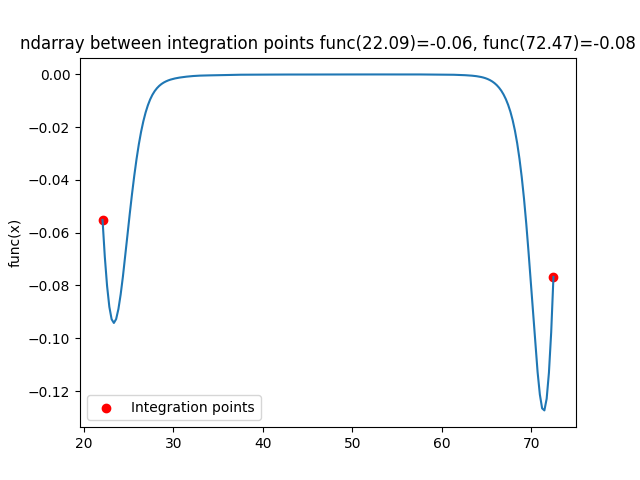 ndarray between integration points func(22.09)=-0.06, func(72.47)=-0.08
0.00
−0.02
−0.04
−0.06
−0.08
−0.10
−0.12
func(x)
Integration points
20 30 40 50 60 70